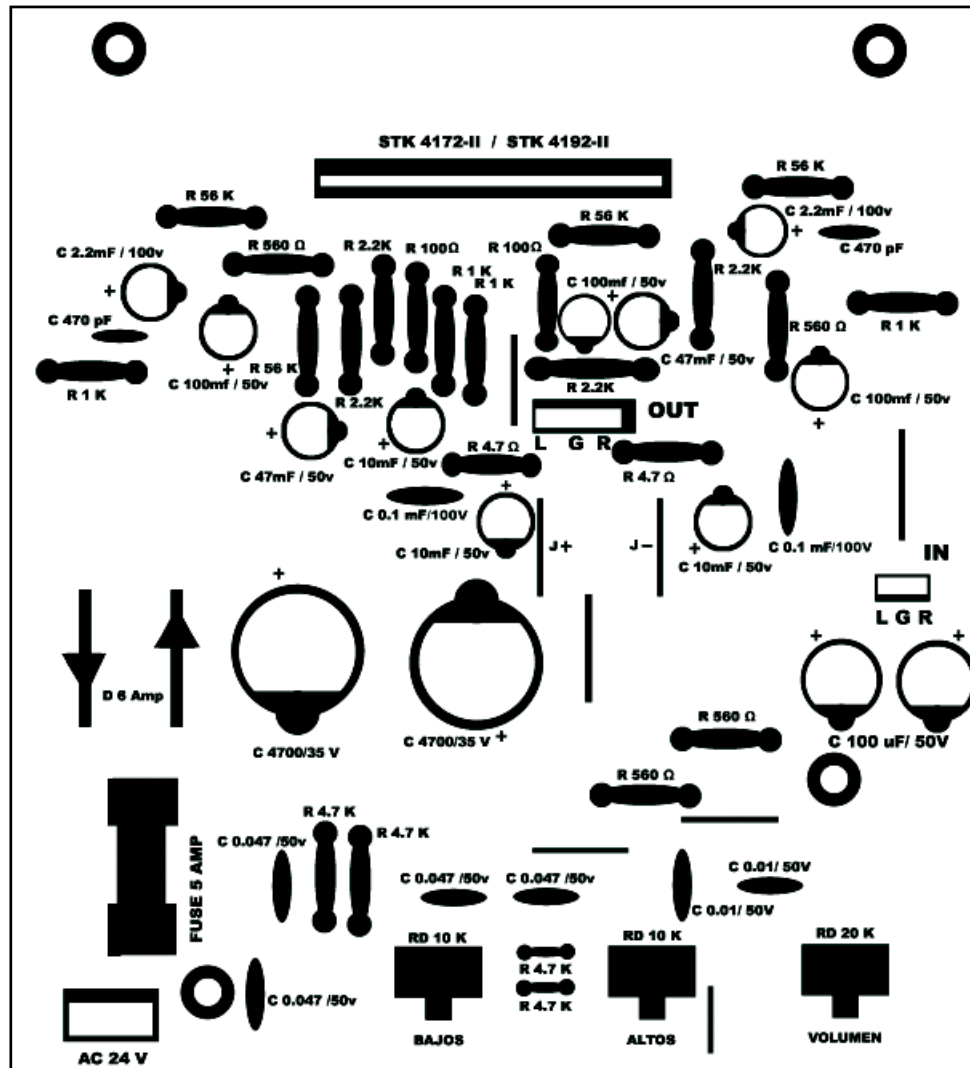 STK 4172-II / STK 4192-II
R 56 K
R 56 K
C 2.2mF / 100v
R 56 K
C 2.2mF / 100v
R 560 Ω
R 2.2K
R 100Ω
R 100Ω
C 470 pF
R 1 K
R 1 K
C 100mf / 50v
R 2.2K
C 470 pF
R 560 Ω
R 1 K
R 1 K
C 100mf / 50v
R 56 K
R 2.2K
R 2.2K
C 47mF / 50v
C 100mf / 50v
OUT
L G R
C 47mF / 50v
C 10mF / 50v
R 4.7 Ω
R 4.7 Ω
C 0.1 mF/100V
C 10mF / 50v
J+
J-
C 10mF / 50v
C 0.1 mF/100V
IN
L G R
D 6 Amp
C 4700/35 V
C 4700/35 V
R 560 Ω
C 100 uF/ 50V
R 560 Ω
FUSE 5 AMP
C 0.047 /50v
R 4.7 K
R 4.7 K
C 0.047 /50v
C 0.047 /50v
C 0.01/ 50V
C 0.01/ 50V
RD 10 K
RD 10 K
RD 20 K
C 0.047 /50v
R 4.7 K
R 4.7 K
BAJOS
ALTOS
VOLUMEN
AC 24 V